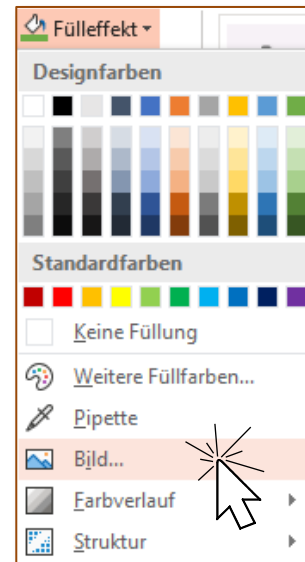 Fülleffekt
Designfarben
Standardfarben
Keine Füllung
Weitere Füllfarben...
Pipette
Bild...
Farbverlauf
Struktur